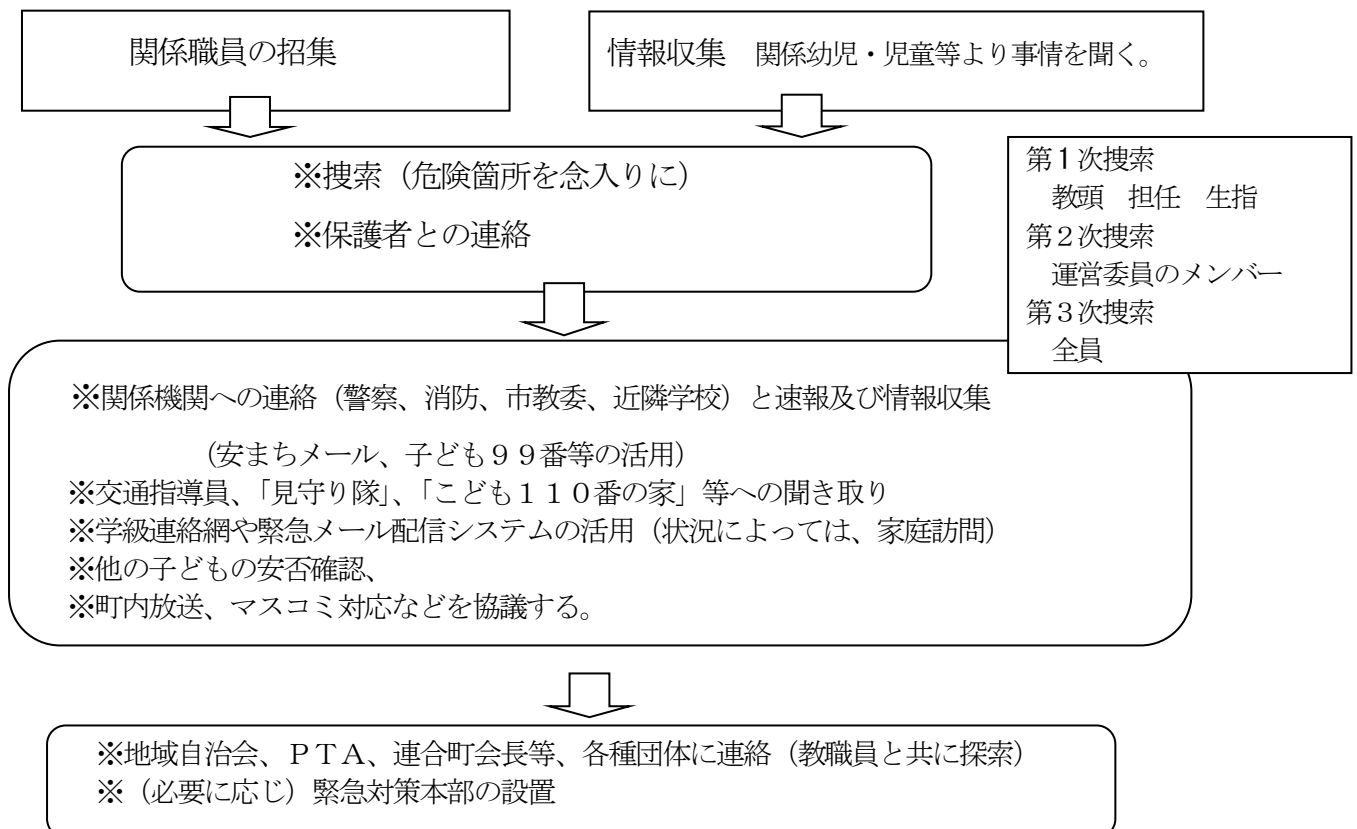 関係職員の招集
情報収集　関係幼児・児童等より事情を聞く。
※捜索（危険箇所を念入りに）
※保護者との連絡
第１次捜索
教頭　担任　生指
第２次捜索
運営委員のメンバー
第３次捜索
全員
※関係機関への連絡（警察、消防、市教委、近隣学校）と速報及び情報収集
（安まちメール、子ども９９番等の活用）
※交通指導員、「見守り隊」、「こども１１０番の家」等への聞き取り
※学級連絡網や緊急メール配信システムの活用（状況によっては、家庭訪問）
※他の子どもの安否確認、
※町内放送、マスコミ対応などを協議する。
※地域自治会、ＰＴＡ、連合町会長等、各種団体に連絡（教職員と共に探索）
※（必要に応じ）緊急対策本部の設置